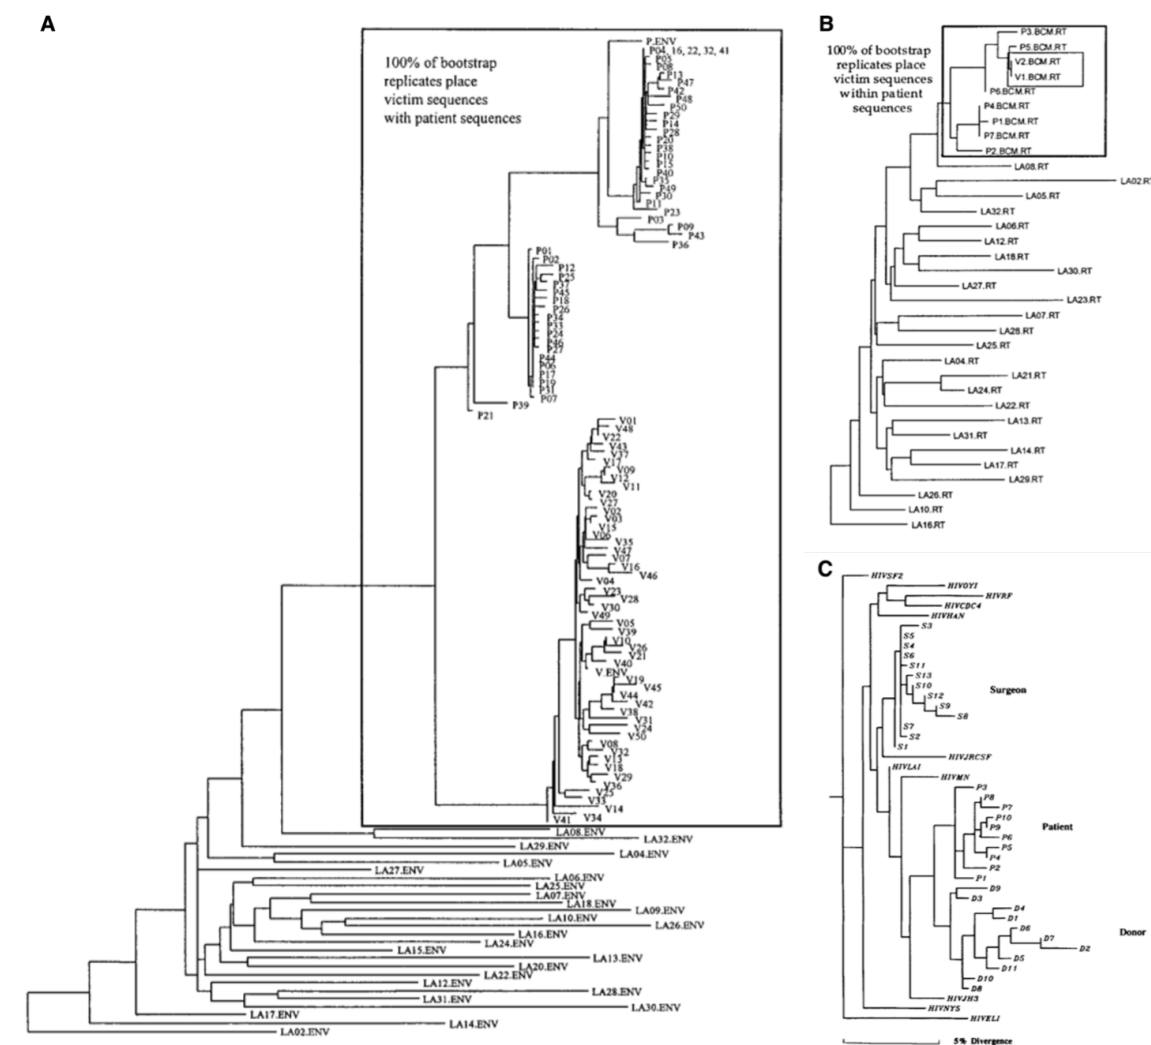 A
100% of bootstrap
replicates place
victim sequences
with patient sequences
P.ENV
P04, 16, 22, 32, 41
P05
P08
P13
P47
P42
P48
P50
P29
P14
P28
P20
P38
P10
P15
P40
P35
P49
P30
P11
P23
P03
P09
P43
P36
P01
P02
P12
P25
P37
P45
P18
P26
P34
P33
P24
P46
P27
P44
P06
P17
P19
P31
P07
P39
P21
V01
V48
V22
V43
V37
V17
V09
V12
V11
V20
V27
V02
V03
V15
V06
V35
V47
V07
V16
V46
V04
V23
V28
V30
V49
V05
V39
V10
V26
V21
V40
V.ENV
V19
V45
V44
V42
V38
V31
V24
V50
V08
V32
V13
V18
V29
V36
V25
V33
V14
V34
V41
LA08.ENV
LA32.ENV
LA29.ENV
LA04.ENV
LA05.ENV
LA27.ENV
LA06.ENV
LA25.ENV
LA07.ENV
LA18.ENV
LA09.ENV
LA10.ENV
LA26.ENV
LA16.ENV
LA24.ENV
LA15.ENV
LA13.ENV
LA20.ENV
LA22.ENV
LA12.ENV
LA28.ENV
LA31.ENV
LA30.ENV
LA17.ENV
LA14.ENV
LA02.ENV
B
100% of bootstrap
replicates place
victim sequences
within patient
sequences
P3.BCM.RT
P5.BCM.RT
V2.BCM.RT
V1.BCM.RT
P6.BCM.RT
P4.BCM.RT
P1.BCM.RT
P7.BCM.RT
P2.BCM.RT
LA08.RT
LA02.RT
LA05.RT
LA32.RT
LA06.RT
LA12.RT
LA18.RT
LA30.RT
LA27.RT
LA23.RT
LA07.RT
LA28.RT
LA25.RT
LA04.RT
LA21.RT
LA24.RT
LA22.RT
LA13.RT
LA31.RT
LA14.RT
LA17.RT
LA29.RT
LA26.RT
LA10.RT
LA16.RT
C
HIVSF2
HIVOYI
HIVRF
HIVCDC4
HIVHAN
S3
S5
S4
S6
S11
S13
S10
S12
S9
S8
S7
S2
S1
Surgeon
HIVJRCSF
HIVLAI
HIVMN
P3
P8
P7
P10
P9
P6
P5
P4
P2
P1
Patient
D9
D3
D4
D1
D6
D7
D2
D5
D11
D10
D8
Donor
HIVJH3
HIVNY5
HIVELI
5% Divergence